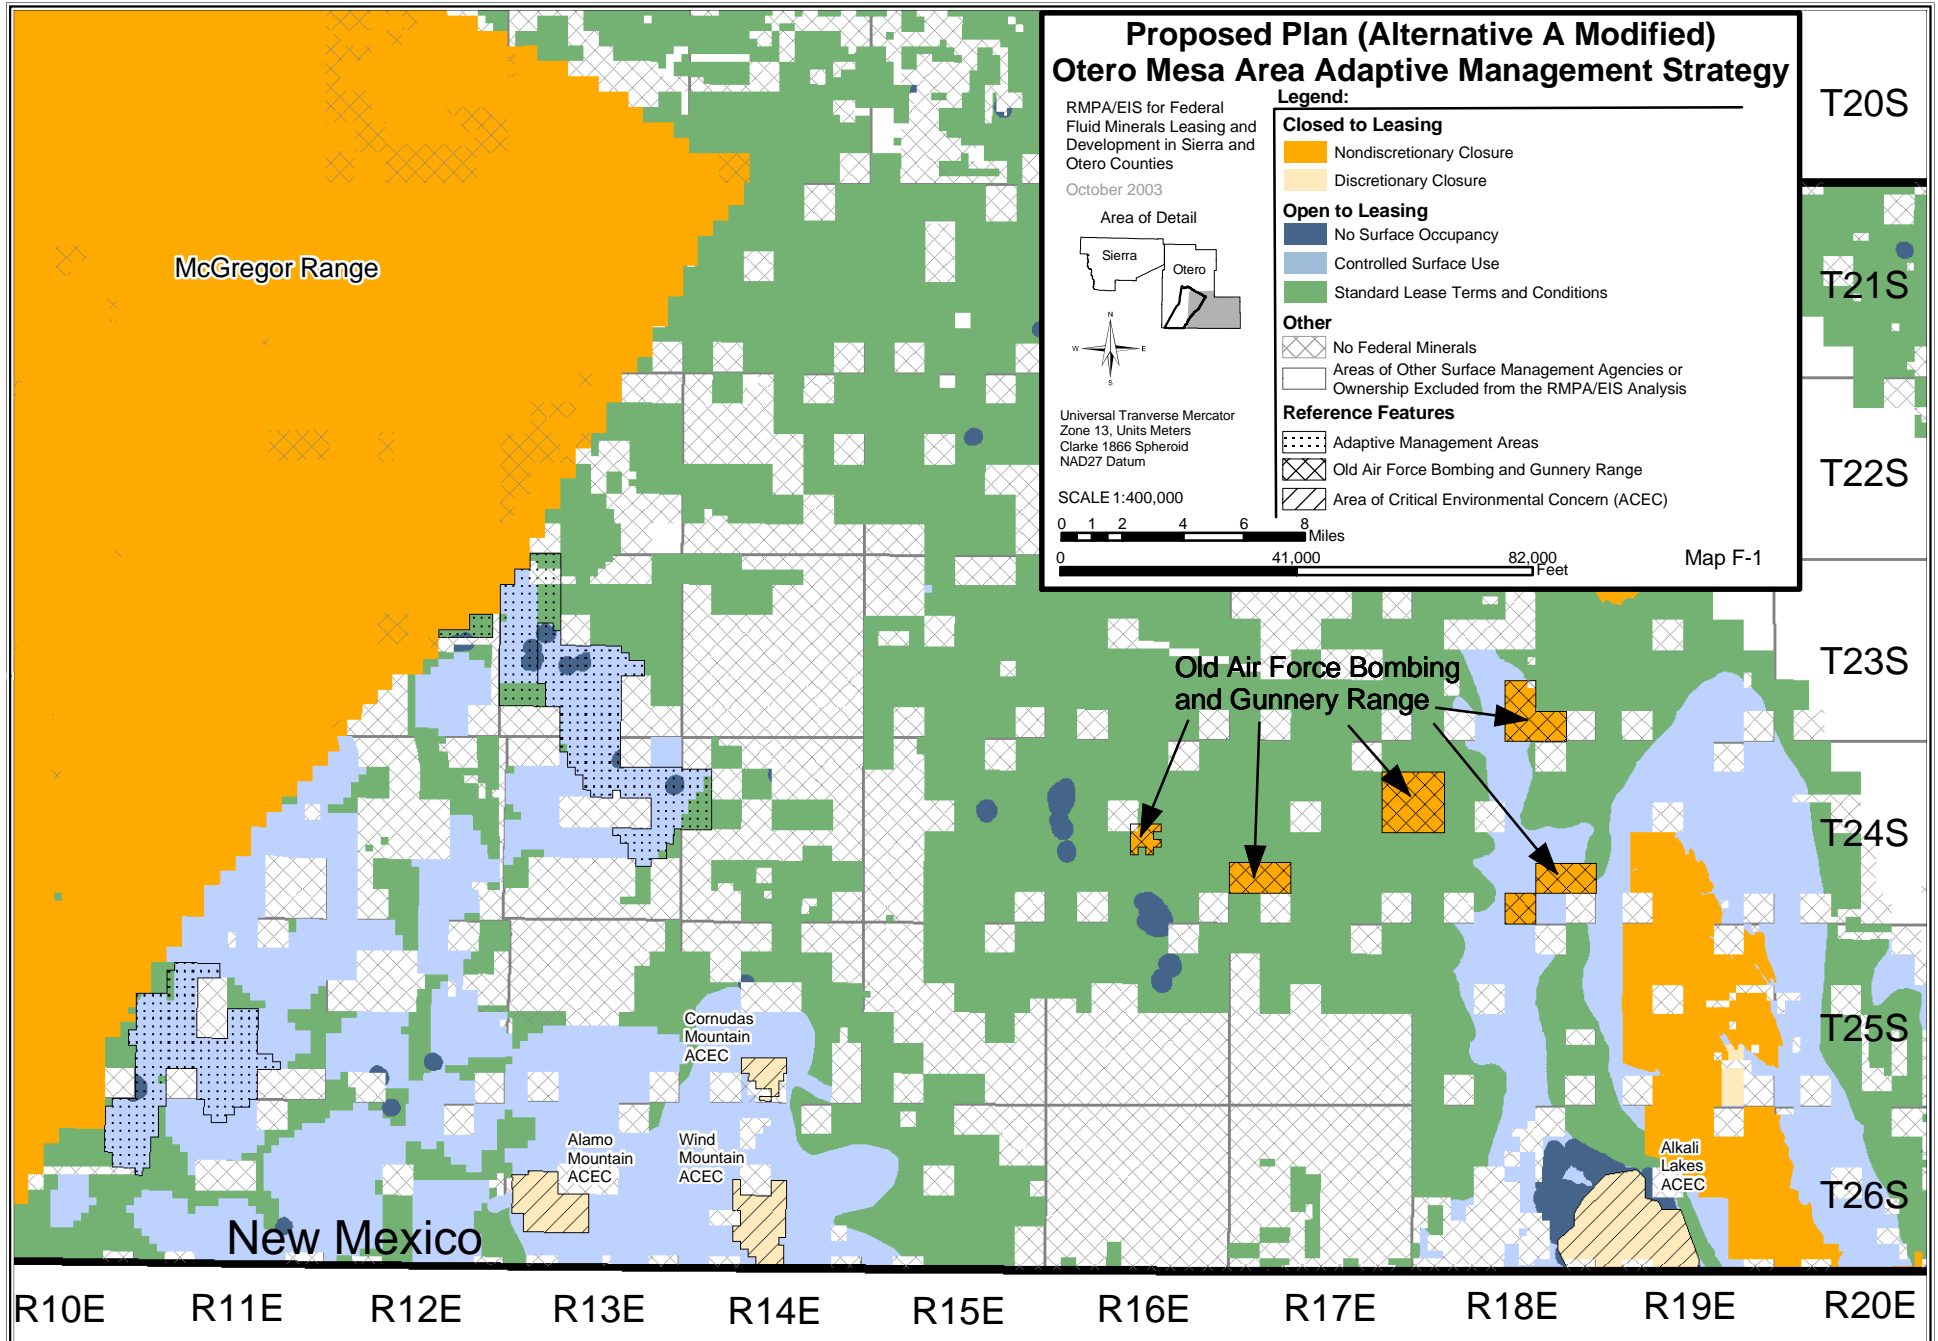 Proposed Plan (Alternative A Modified)
Otero Mesa Area Adaptive Management Strategy
RMPA/EIS for Federal
Fluid Minerals Leasing and
Development in Sierra and
Otero Counties
October 2003
Area of Detail
Sierra
Otero
N
W
E
S
Universal Tranverse Mercator
Zone 13, Units Meters
Clarke 1866 Spheroid
NAD27 Datum
SCALE 1:400,000
0 1 2 4 6 8
Miles
0 41,000 82,000
Feet
Legend:
Closed to Leasing
Nondiscretionary Closure
Discretionary Closure
Open to Leasing
No Surface Occupancy
Controlled Surface Use
Standard Lease Terms and Conditions
Other
No Federal Minerals
Areas of Other Surface Management Agencies or
Ownership Excluded from the RMPA/EIS Analysis
Reference Features
Adaptive Management Areas
Old Air Force Bombing and Gunnery Range
Area of Critical Environmental Concern (ACEC)
Map F-1
T20S
T21S
T22S
T23S
T24S
T25S
T26S
McGregor Range
Old Air Force Bombing
and Gunnery Range
Cornudas
Mountain
ACEC
Alamo
Mountain
ACEC
Wind
Mountain
ACEC
Alkali
Lakes
ACEC
New Mexico
R10E R11E R12E R13E R14E R15E R16E R17E R18E R19E R20E